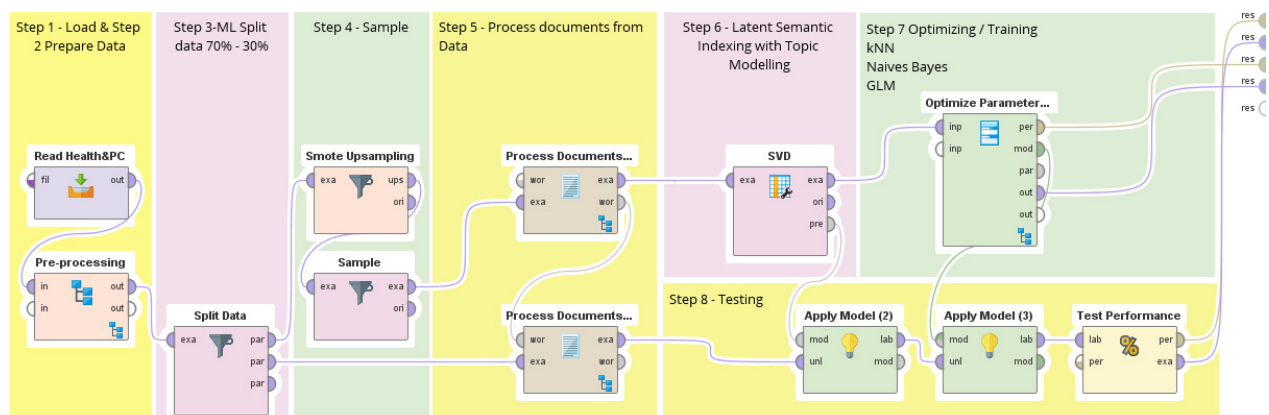 Step 1 - Load & Step
2 Prepare Data
Step 3-ML Split
data 70% - 30%
Step 4 - Sample
Step 5 - Process documents from
Data
Step 6 - Latent Semantic
Indexing with Topic
Modelling
Step 7 Optimizing / Training
kNN
Naives Bayes
GLM
res
res
res
res
res
Read Health&PC
fil out
Pre-processing
in out
in out
Split Data
exa par
par
par
Smote Upsampling
exa ups
ori
Sample
exa exa
ori
Process Documents...
wor exa
exa wor
Process Documents...
wor exa
exa wor
SVD
exa exa
ori
pre
Optimize Parameter...
inp per
inp mod
par
out
out
Step 8 - Testing
Apply Model (2)
mod lab
unl mod
Apply Model (3)
mod lab
unl mod
Test Performance
lab per
per exa
%